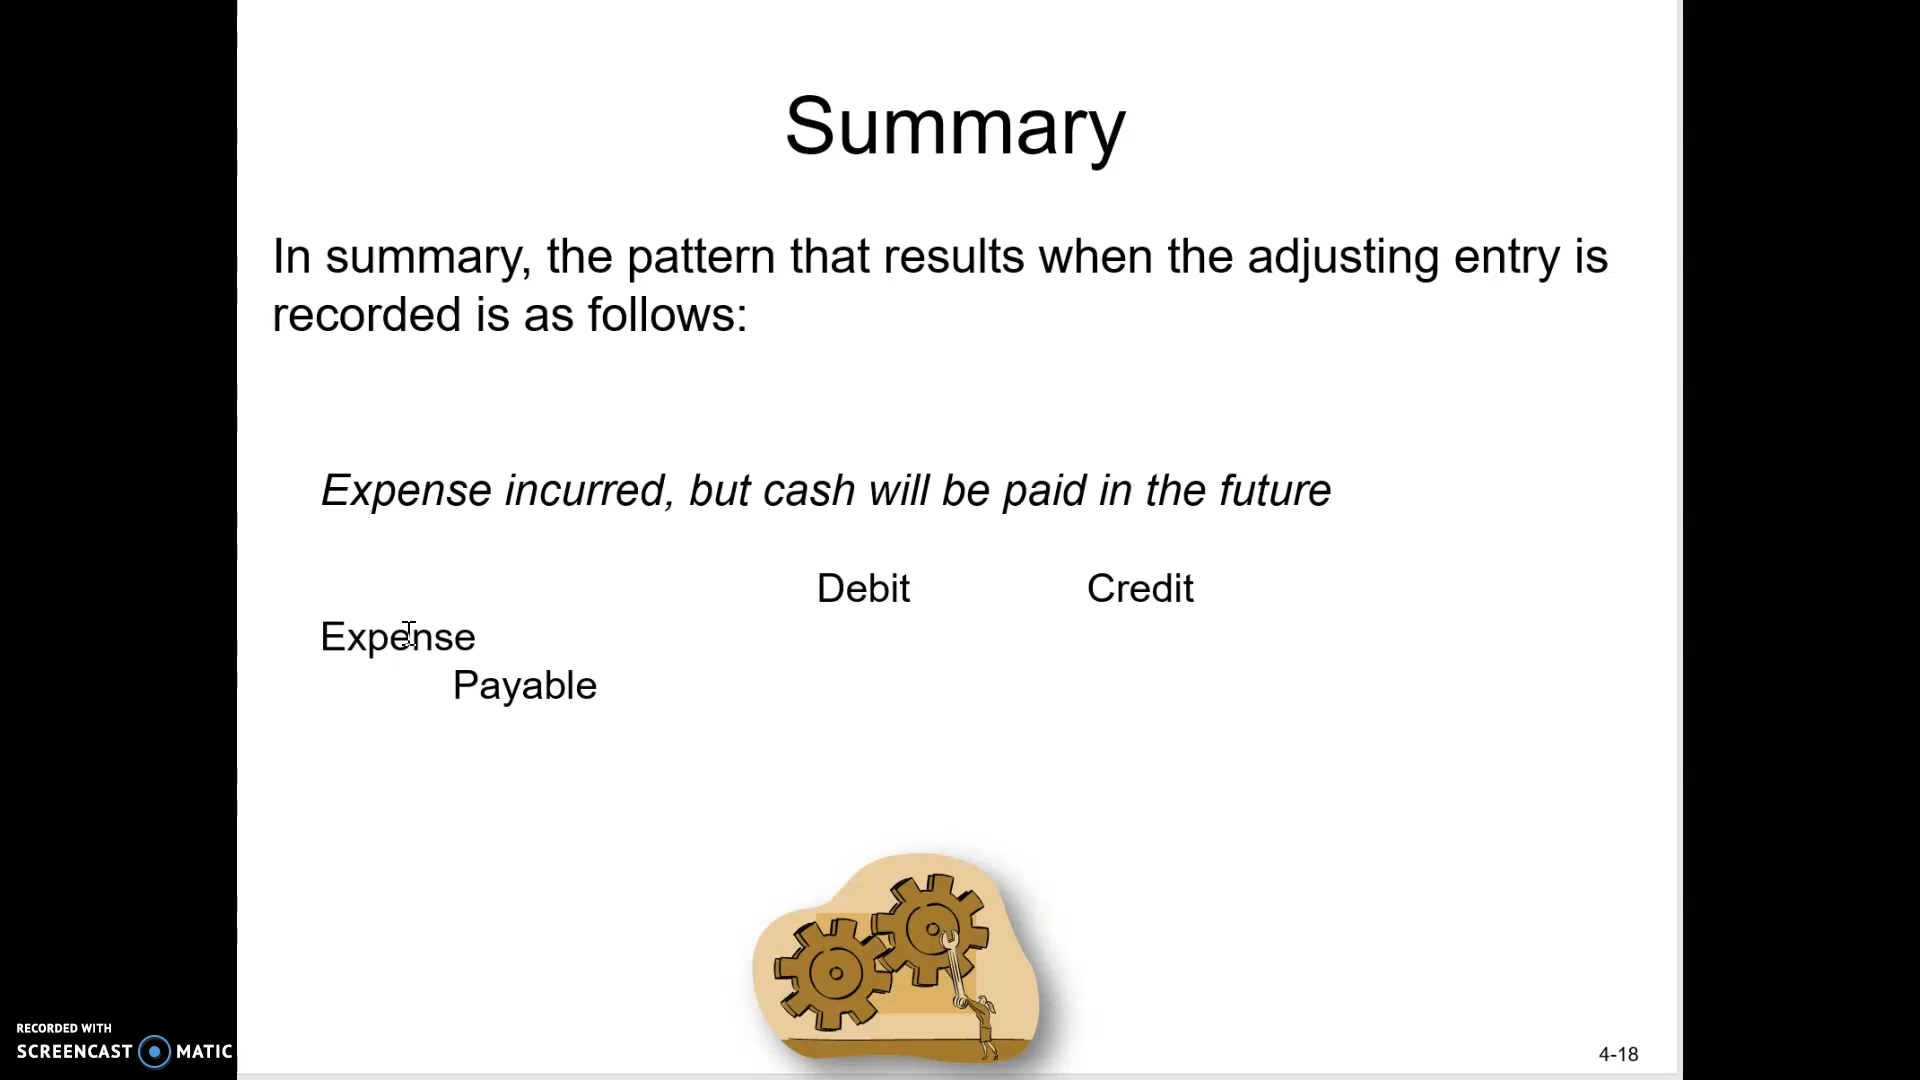 Summary
In summary, the pattern that results when the adjusting entry is
recorded is as follows:
Expense incurred, but cash will be paid in the future
Debit Credit
Expense
Payable
RECORDED WITH
SCREENCAST MATIC
4-18